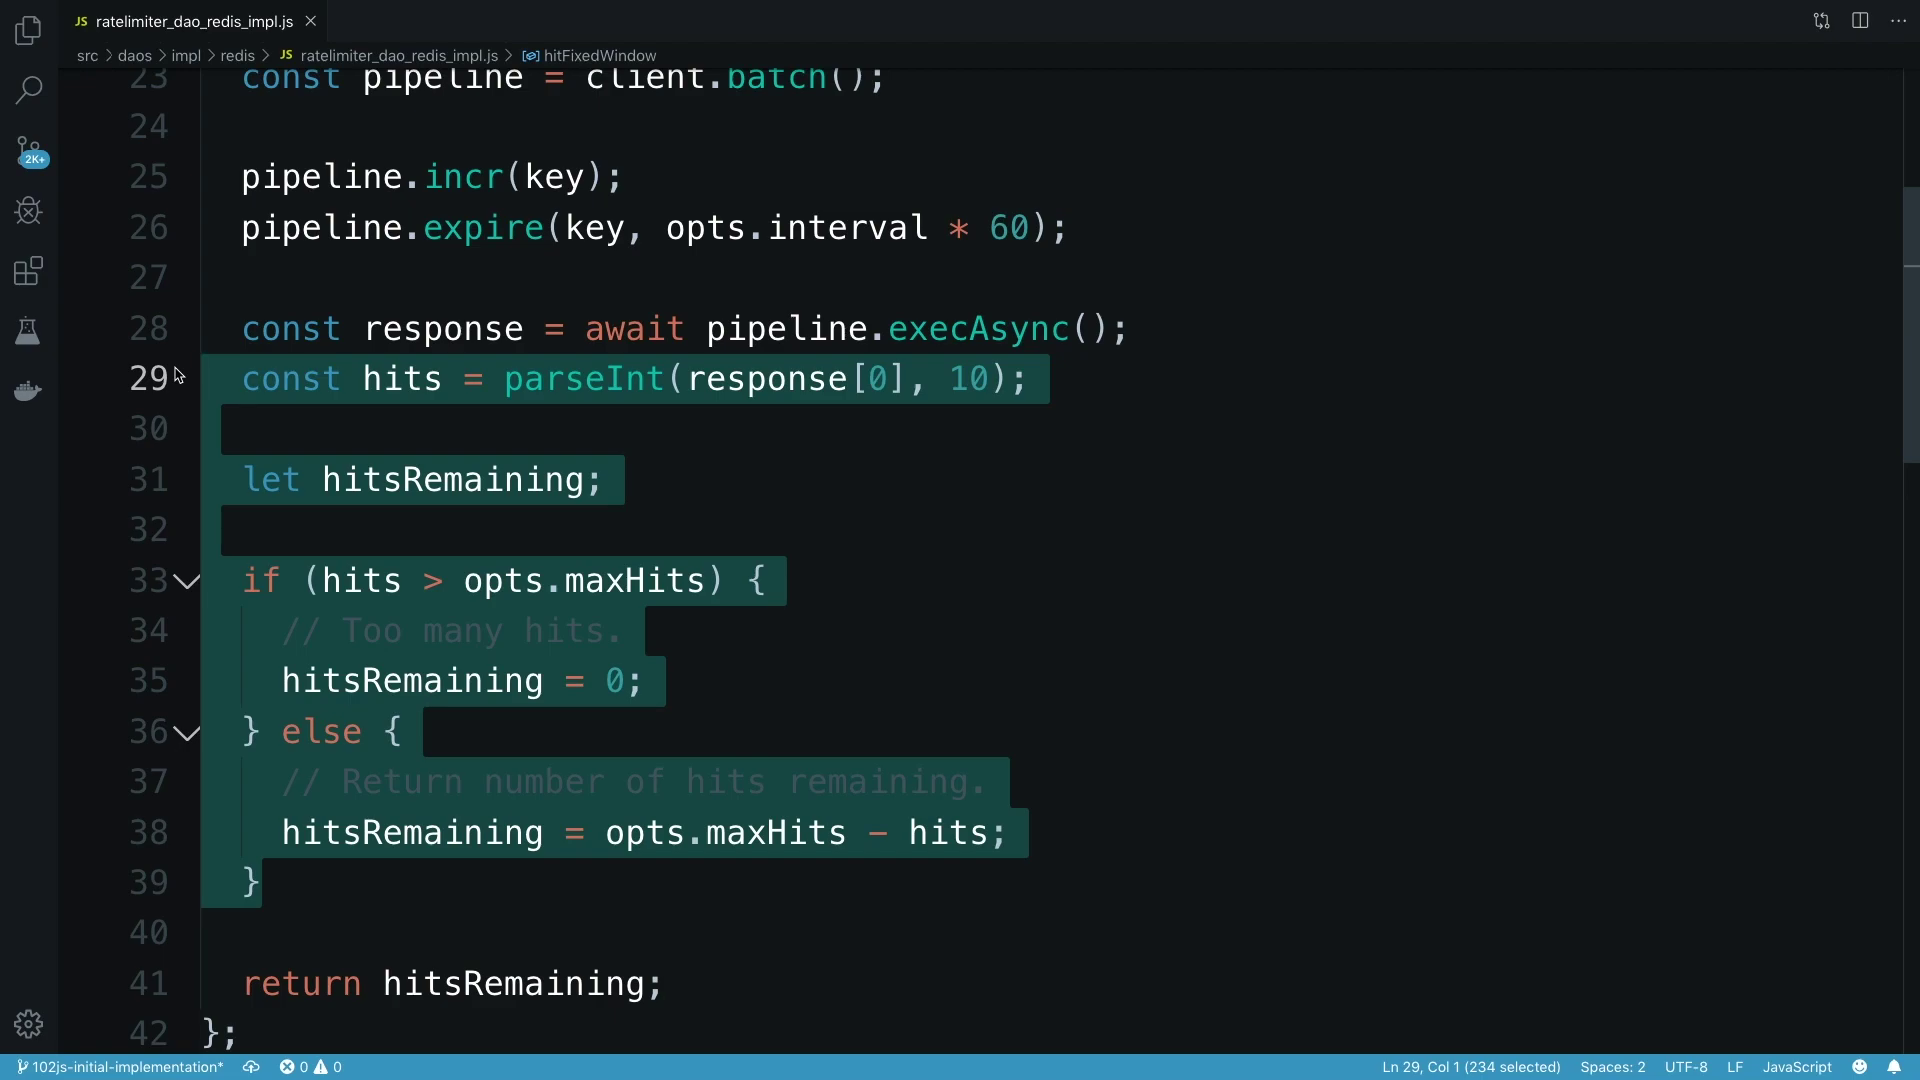 JS ratelimiter_dao_redis_impl.js
src > daos > impl > redis > JS ratelimiter_dao_redis_impl.js > hitFixedWindow
23 const pipeline = client.batch();
24
25 pipeline.incr(key);
26 pipeline.expire(key, opts.interval * 60);
27
28 const response = await pipeline.execAsync();
29 const hits = parseInt(response[0], 10);
30
31 let hitsRemaining;
32
33 if (hits > opts.maxHits) {
34 // Too many hits.
35 hitsRemaining = 0;
36 } else {
37 // Return number of hits remaining.
38 hitsRemaining = opts.maxHits - hits;
39 }
40
41 return hitsRemaining;
42 };
2K+
102js-initial-implementation* 0 0 Ln 29, Col 1 (234 selected) Spaces: 2 UTF-8 LF JavaScript